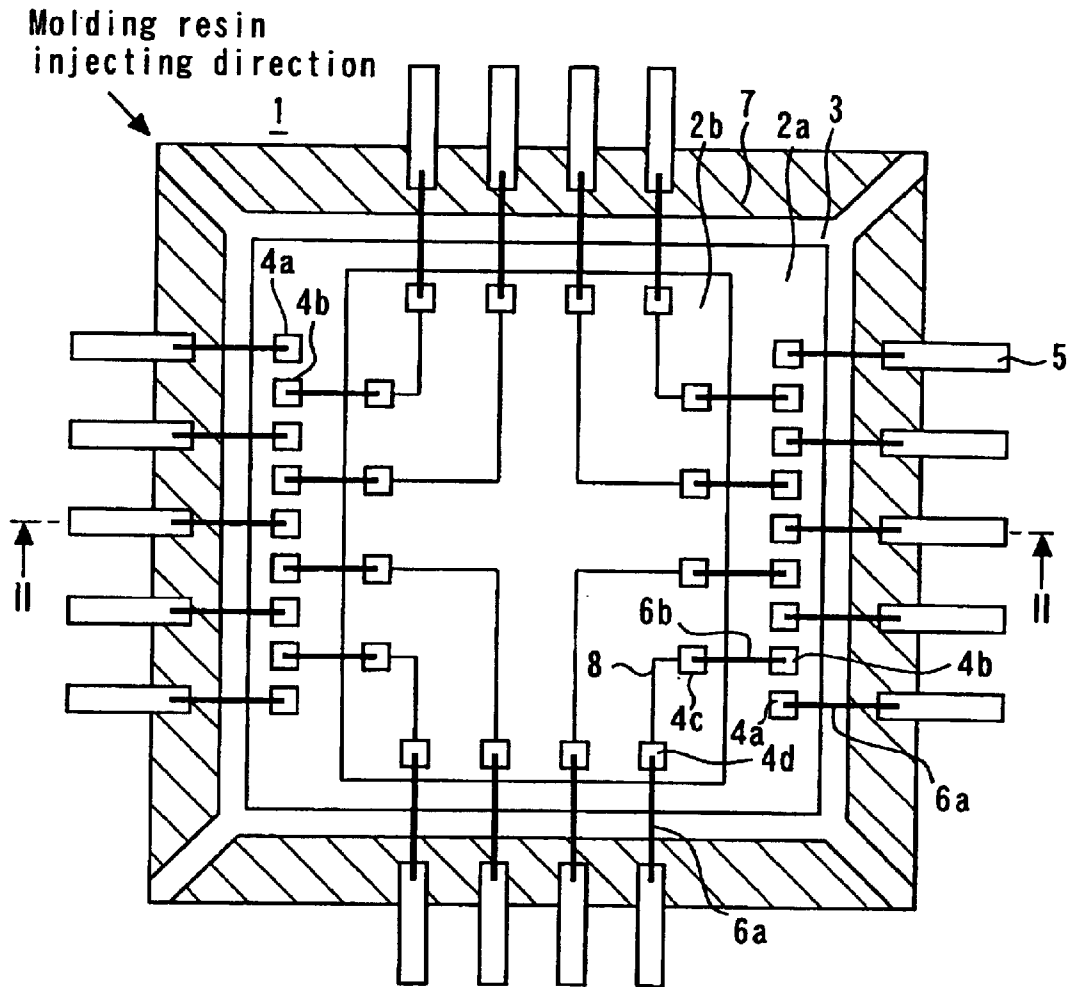 Molding resin
injecting direction
1
2b
7
2a
3
4a
4b
5
II
II
6b
8
4b
4c
4a
4d
6a
6a